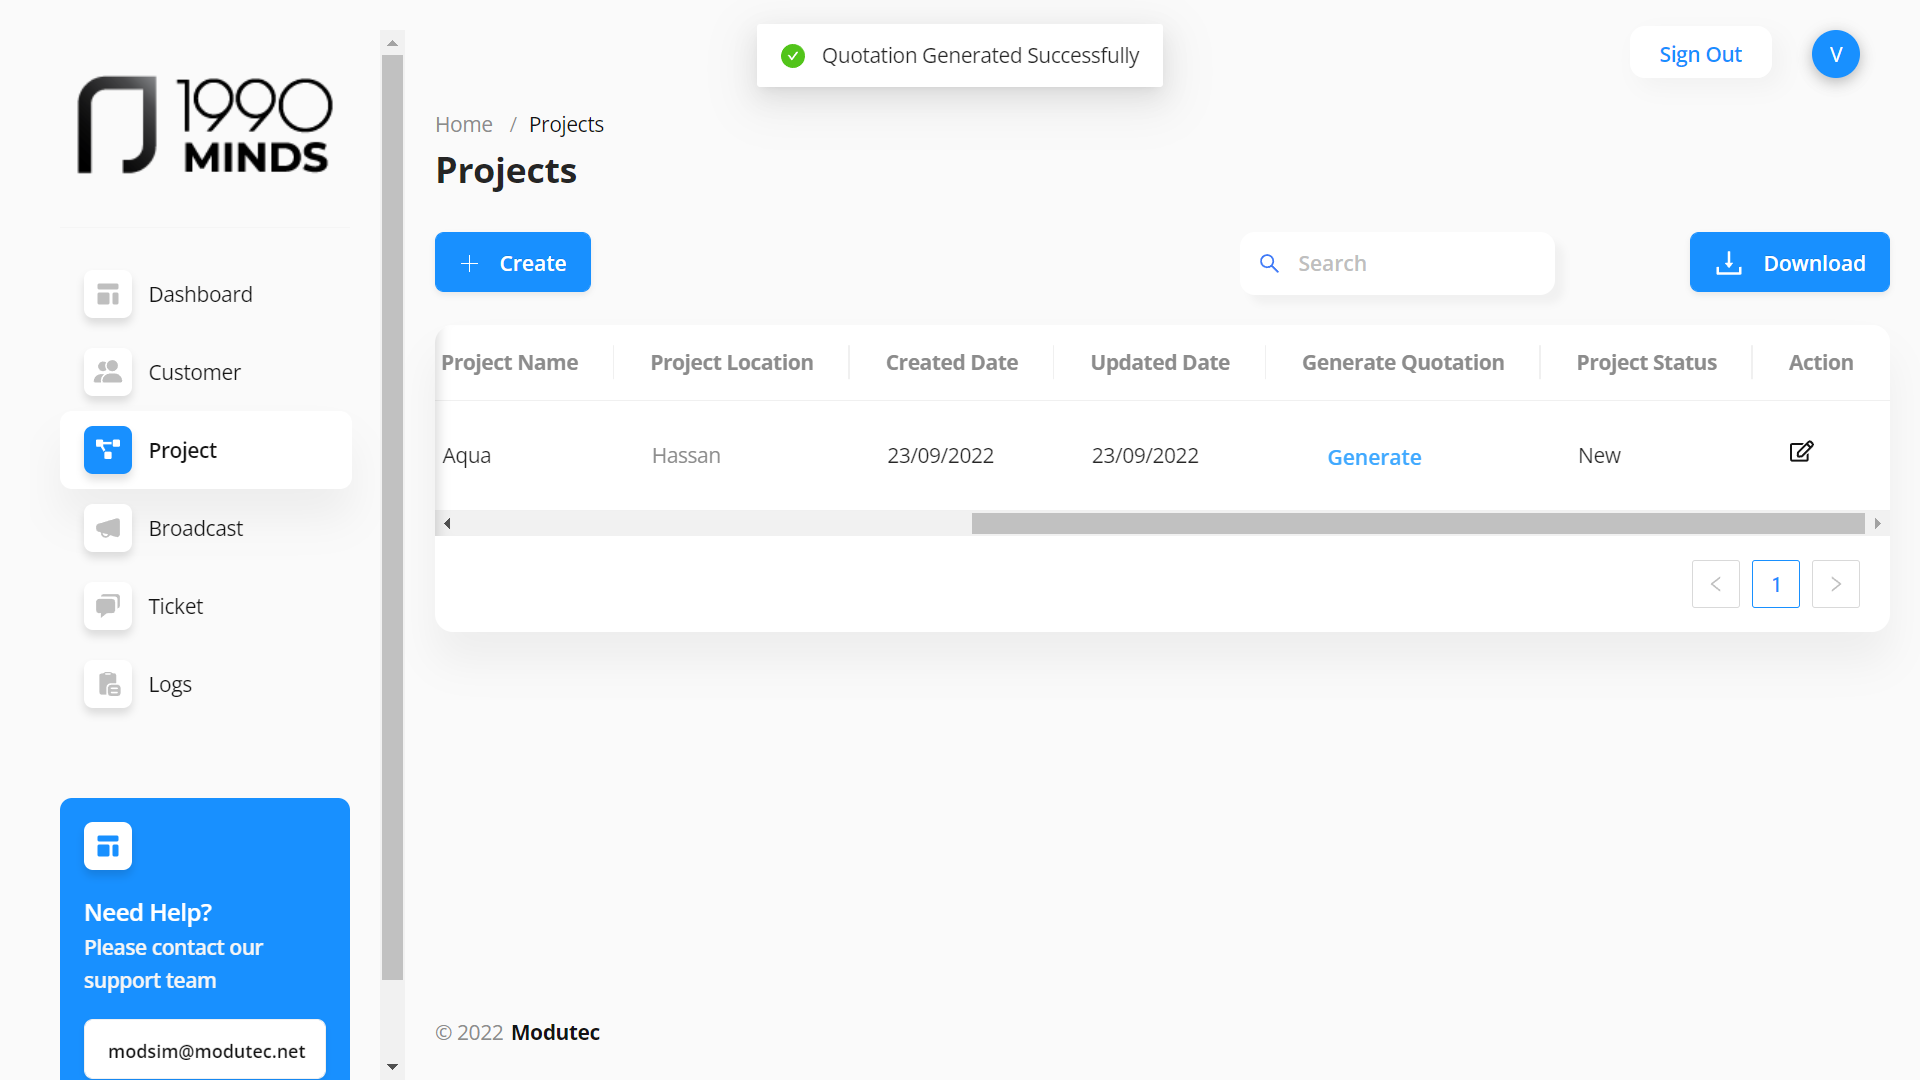 1990
MINDS
Quotation Generated Successfully
Sign Out
V
Home / Projects
Projects
Create
Search
Download
Dashboard
Customer
Project
Broadcast
Ticket
Logs
Project Name Project Location Created Date Updated Date Generate Quotation Project Status Action
Aqua Hassan 23/09/2022 23/09/2022 Generate New
< 1 >
Need Help?
Please contact our
support team
modsim@modutec.net
© 2022 Modutec